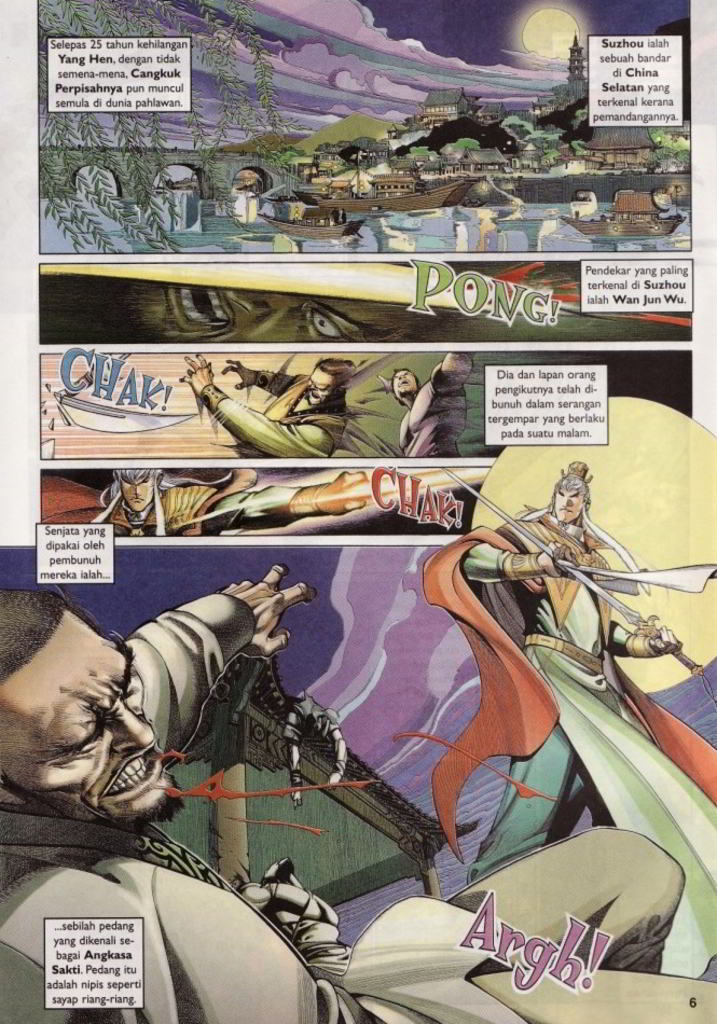 Selepas 25 tahun kehilangan
Yang Hen, dengan tidak
semena-mena, Cangkuk
Perpisahnya pun muncul
semula di dunia pahlawan.
Suzhou ialah
sebuah bandar
di China
Selatan yang
terkenal kerana
pemandangannya.
PONG!
Pendekar yang paling
terkenal di Suzhou
ialah Wan Jun Wu.
CHAK!
Dia dan lapan orang
pengikutnya telah di-
bunuh dalam serangan
tergempar yang berlaku
pada suatu malam.
CHAK!
Senjata yang
dipakai oleh
pembunuh
mereka ialah...
...sebilah pedang
yang dikenali se-
bagai Angkasa
Sakti. Pedang itu
adalah nipis seperti
sayap riang-riang.
Argh!
6